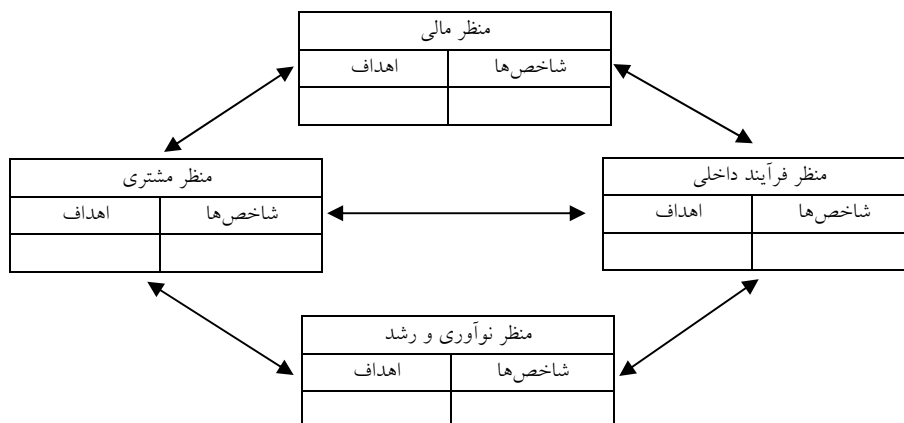 منظر مالی
شاخص‌ها اهداف
منظر فرآیند داخلی
شاخص‌ها اهداف
منظر مشتری
شاخص‌ها اهداف
منظر نوآوری و رشد
شاخص‌ها اهداف